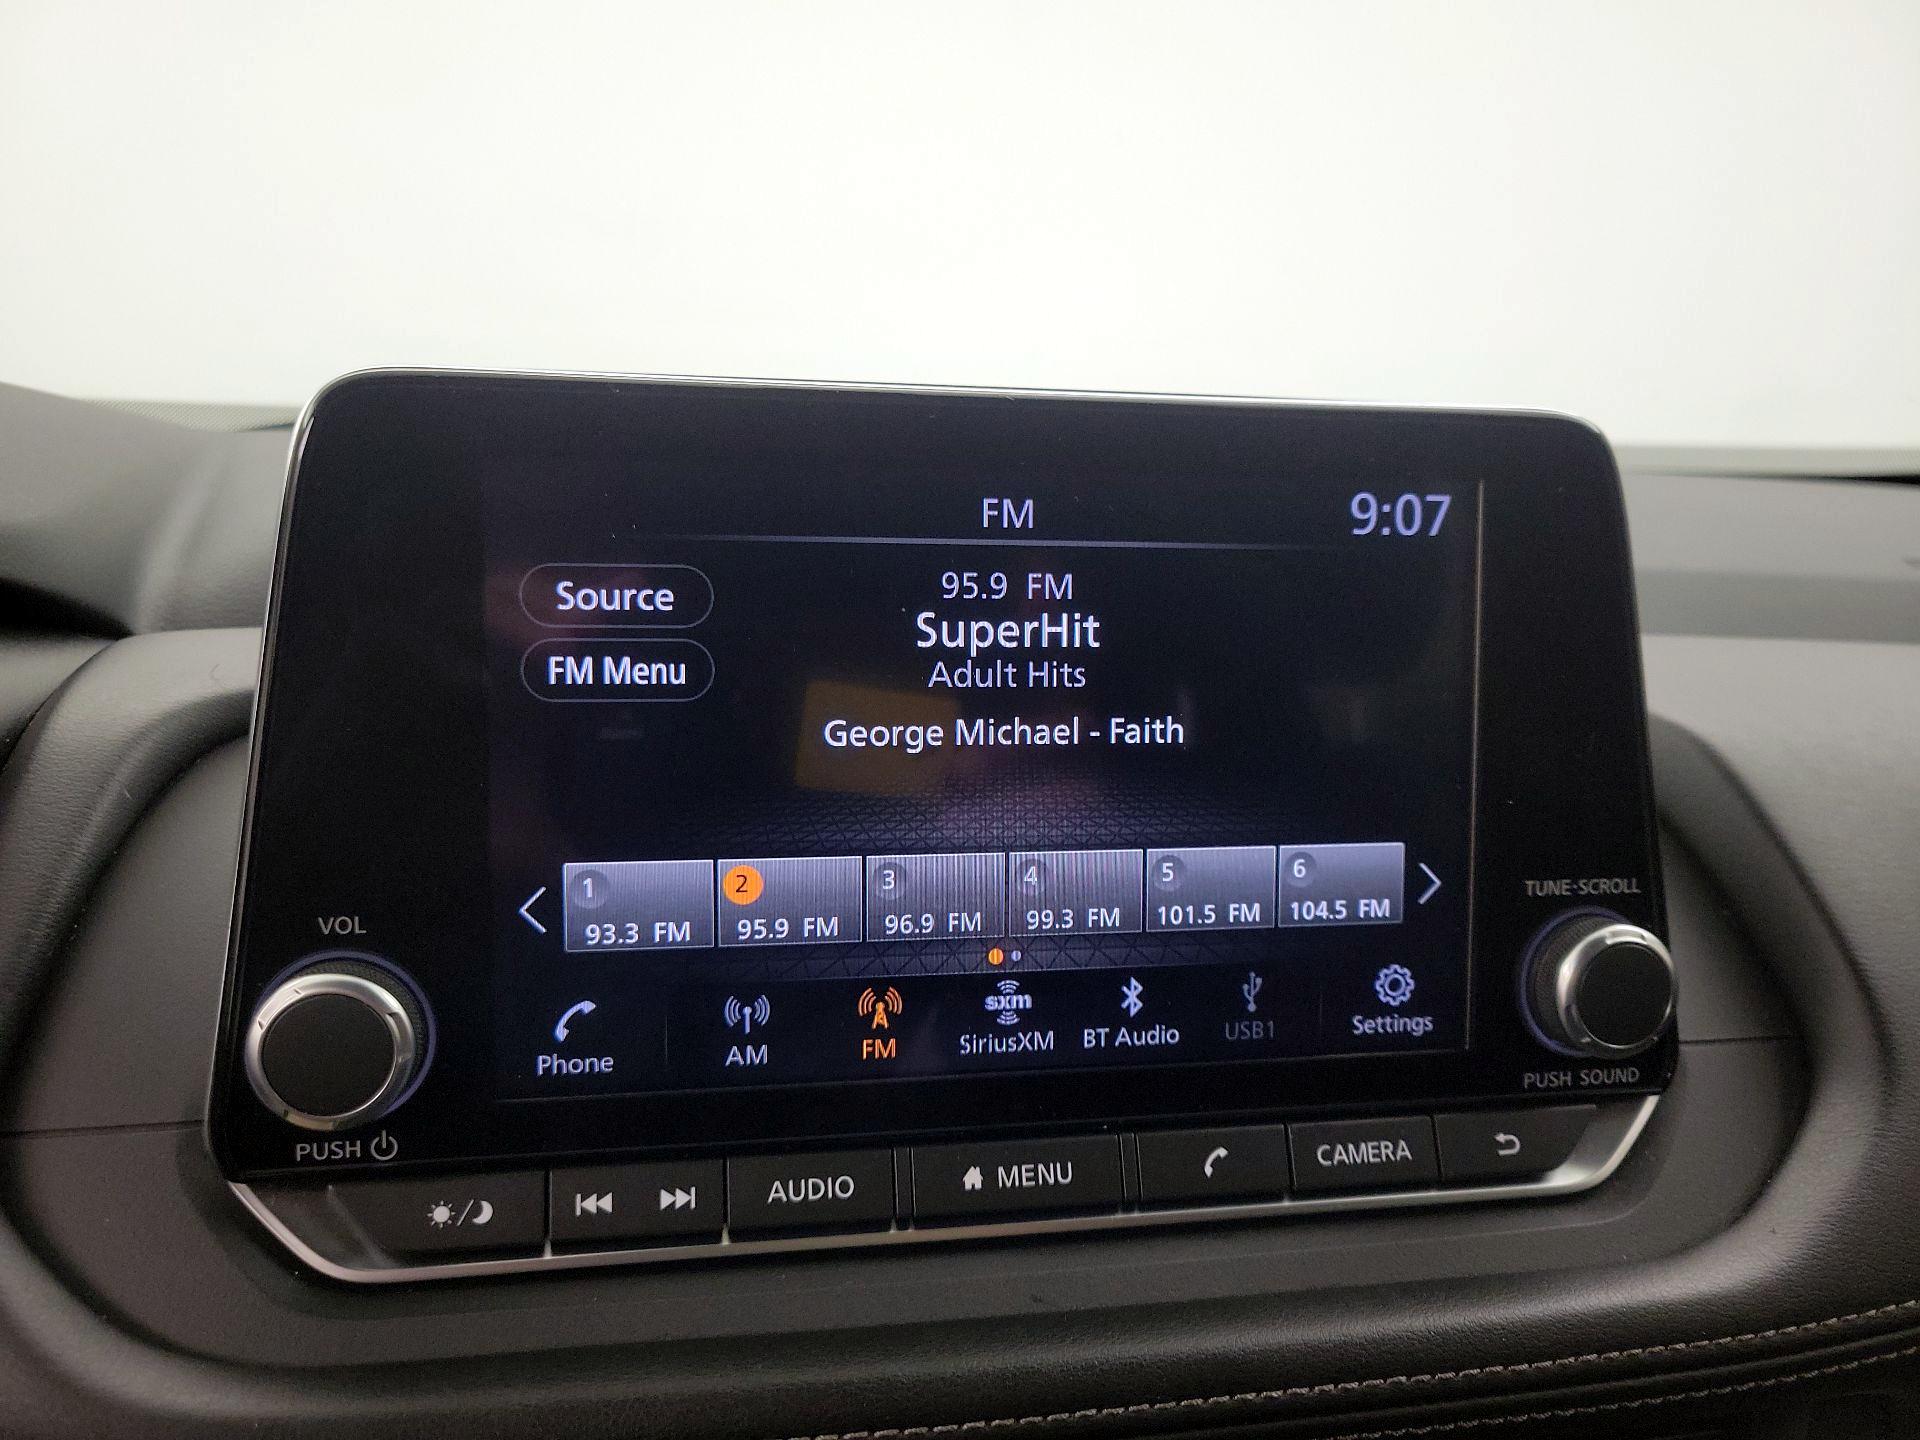 FM
9:07
Source
95.9 FM
SuperHit
FM Menu
Adult Hits
George Michael - Faith
1
2
3
4
5
6
93.3 FM
95.9 FM
96.9 FM
99.3 FM
101.5 FM
104.5 FM
TUNE·SCROLL
VOL
sxm
Phone
AM
FM
SiriusXM
BT Audio
USB1
Settings
PUSH SOUND
PUSH
AUDIO
MENU
CAMERA